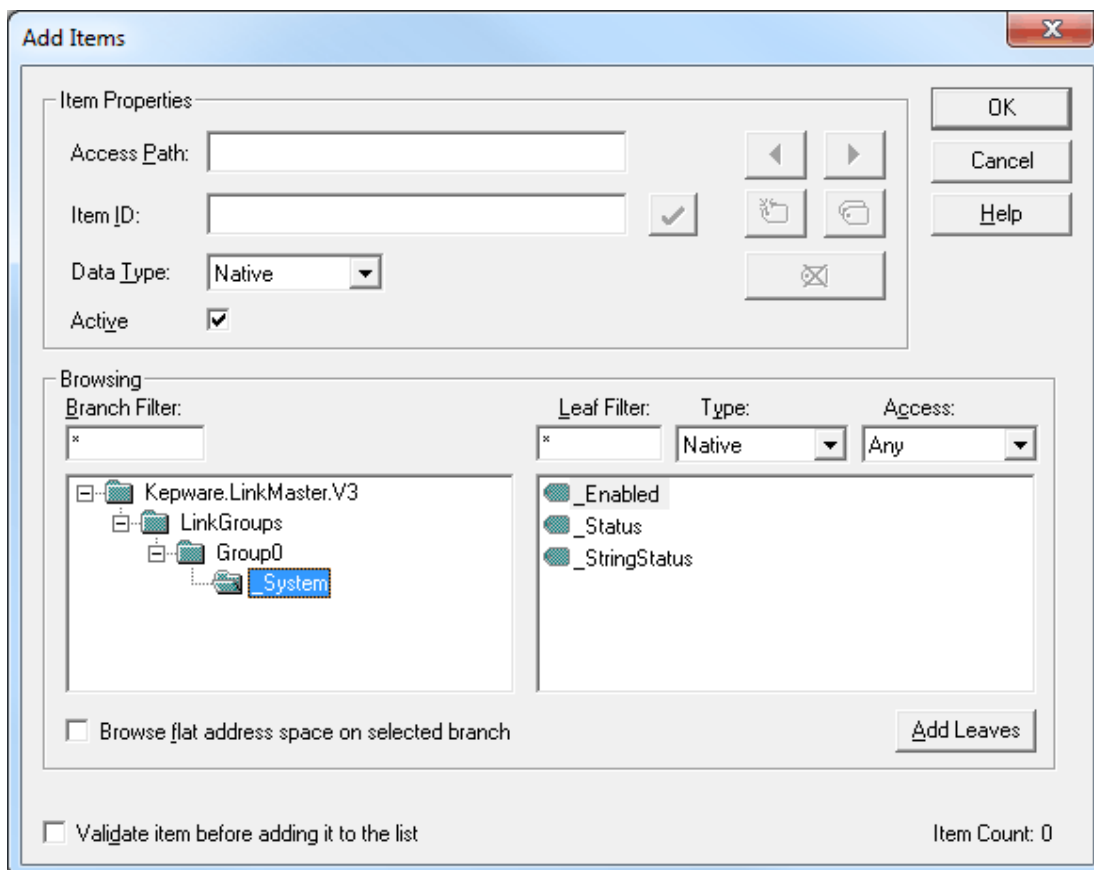 Add Items
Item Properties
OK
Access Path:
Cancel
Item ID:
Help
Data Type: Native
Active
Browsing
Branch Filter: Leaf Filter: Type: Access:
* * Native Any
Kepware.LinkMaster.V3 _Enabled
LinkGroups _Status
Group0 _StringStatus
_System
Browse flat address space on selected branch Add Leaves
Validate item before adding it to the list Item Count: 0